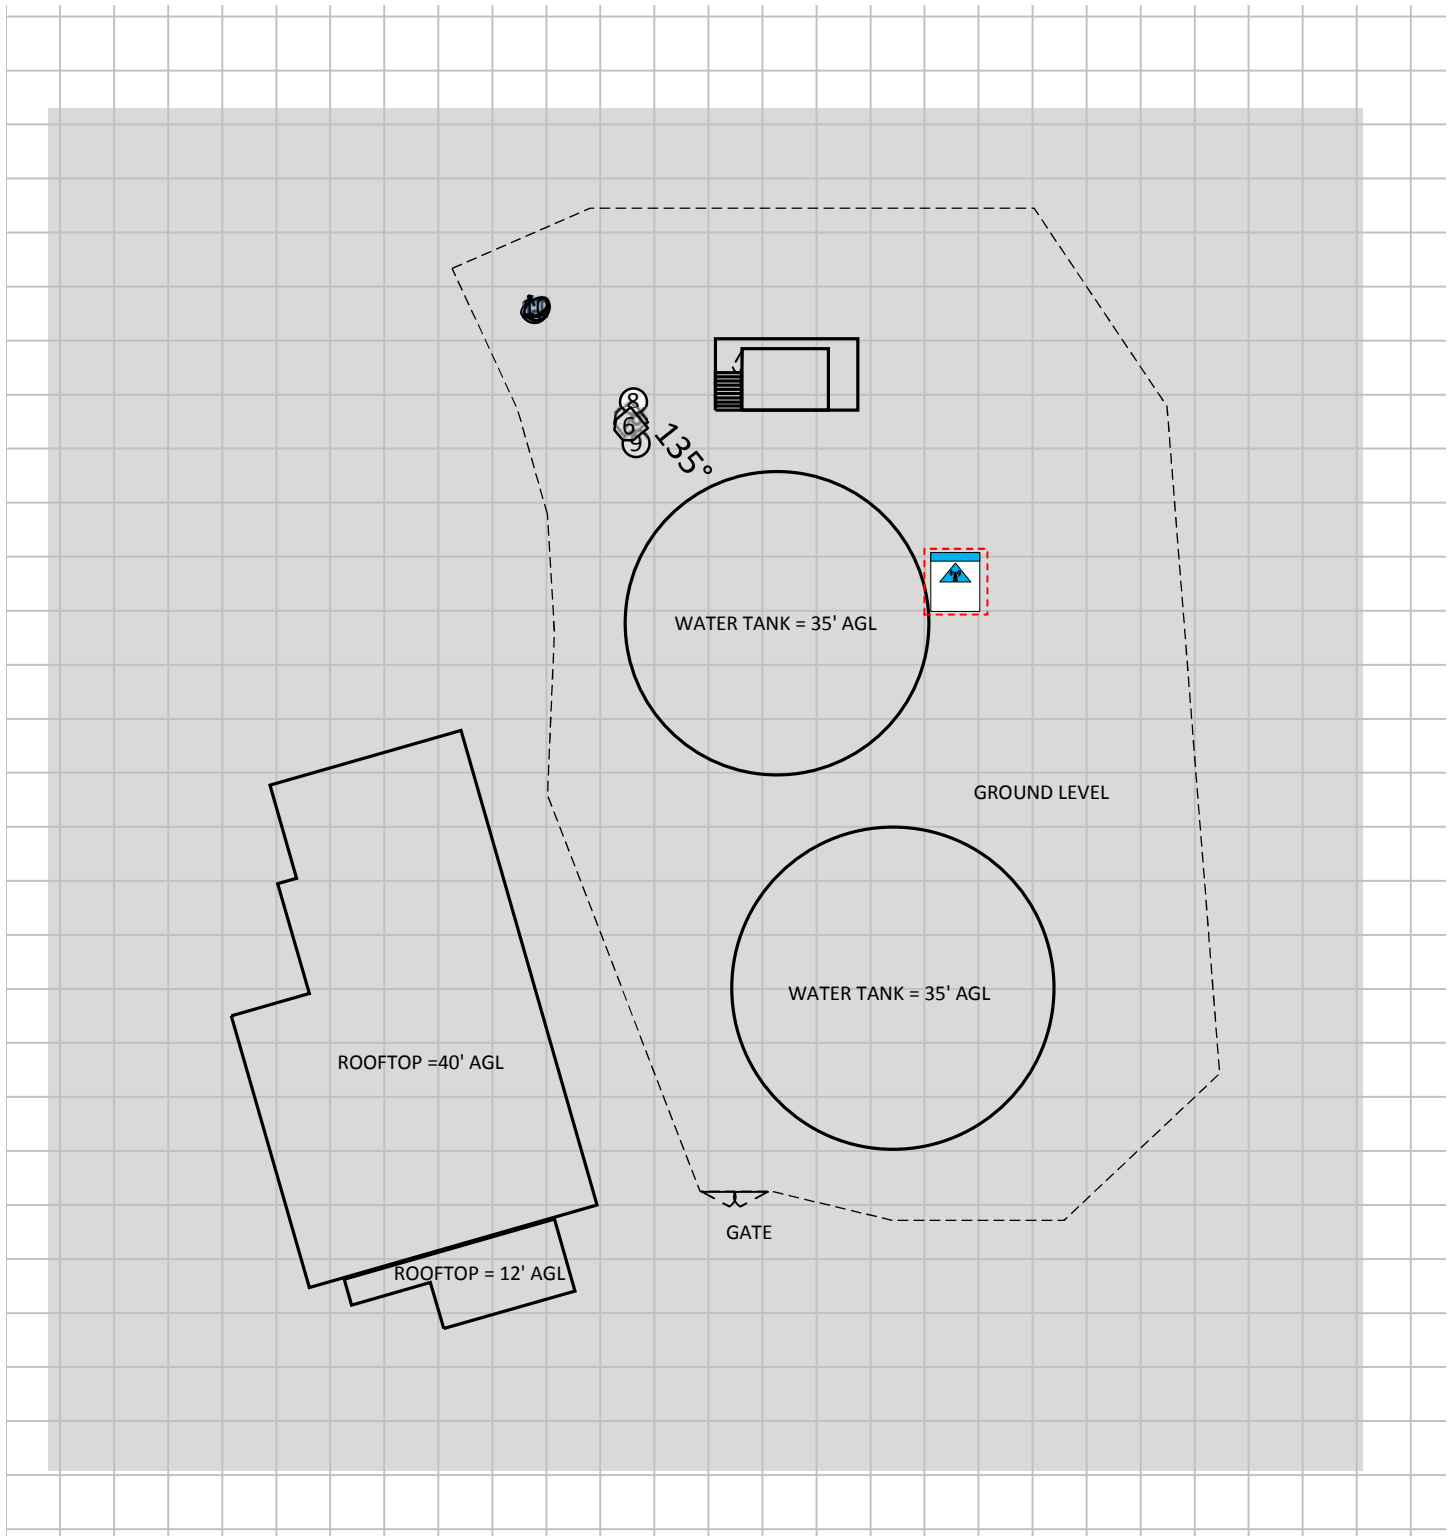 8
6
9
135°
WATER TANK = 35' AGL
GROUND LEVEL
WATER TANK = 35' AGL
ROOFTOP =40' AGL
GATE
ROOFTOP = 12' AGL